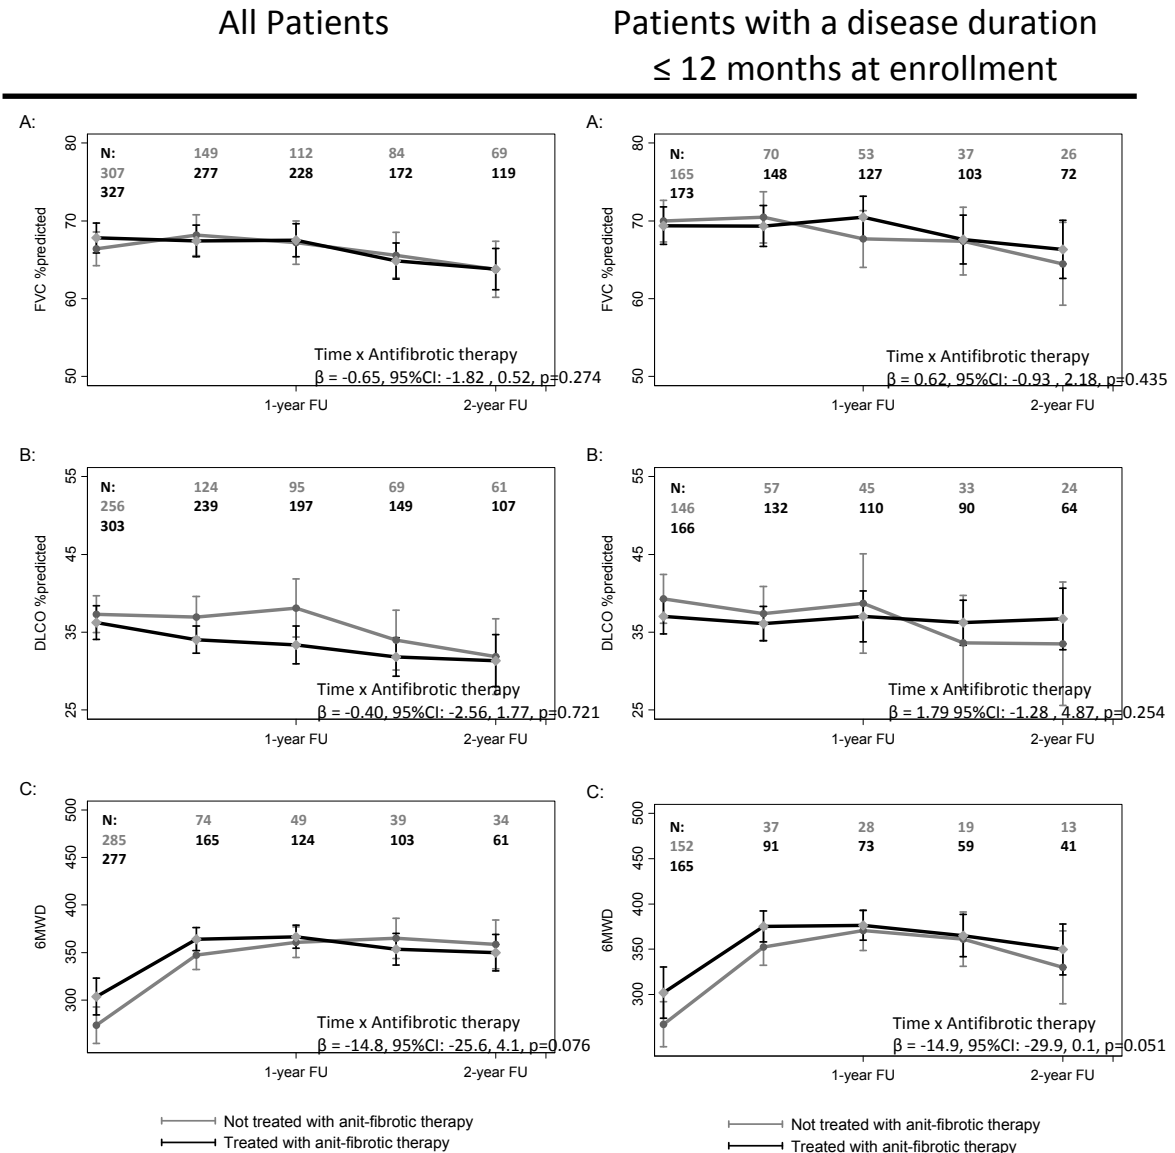 All Patients
Patients with a disease duration
≤ 12 months at enrollment
A:
80
70
60
50
FVC %predicted
N:
149
112
84
69
307
277
228
172
119
327
Time x Antifibrotic therapy
β = -0.65, 95%CI: -1.82 , 0.52, p=0.274
1-year FU
2-year FU
A:
80
70
60
50
FVC %predicted
N:
70
53
37
26
165
148
127
103
72
173
Time x Antifibrotic therapy
β = 0.62, 95%CI: -0.93 , 2.18, p=0.435
1-year FU
2-year FU
B:
55
45
35
25
DLCO %predicted
N:
124
95
69
61
256
239
197
149
107
303
Time x Antifibrotic therapy
β = -0.40, 95%CI: -2.56, 1.77, p=0.721
1-year FU
2-year FU
B:
55
45
35
25
DLCO %predicted
N:
57
45
33
24
146
132
110
90
64
166
Time x Antifibrotic therapy
β = 1.79 95%CI: -1.28 , 4.87, p=0.254
1-year FU
2-year FU
C:
500
450
400
350
300
6MWD
N:
74
49
39
34
285
165
124
103
61
277
Time x Antifibrotic therapy
β = -14.8, 95%CI: -25.6, 4.1, p=0.076
1-year FU
2-year FU
C:
500
450
400
350
300
6MWD
N:
37
28
19
13
152
91
73
59
41
165
Time x Antifibrotic therapy
β = -14.9, 95%CI: -29.9, 0.1, p=0.051
1-year FU
2-year FU
Not treated with anit-fibrotic therapy
Treated with anit-fibrotic therapy
Not treated with anit-fibrotic therapy
Treated with anit-fibrotic therapy